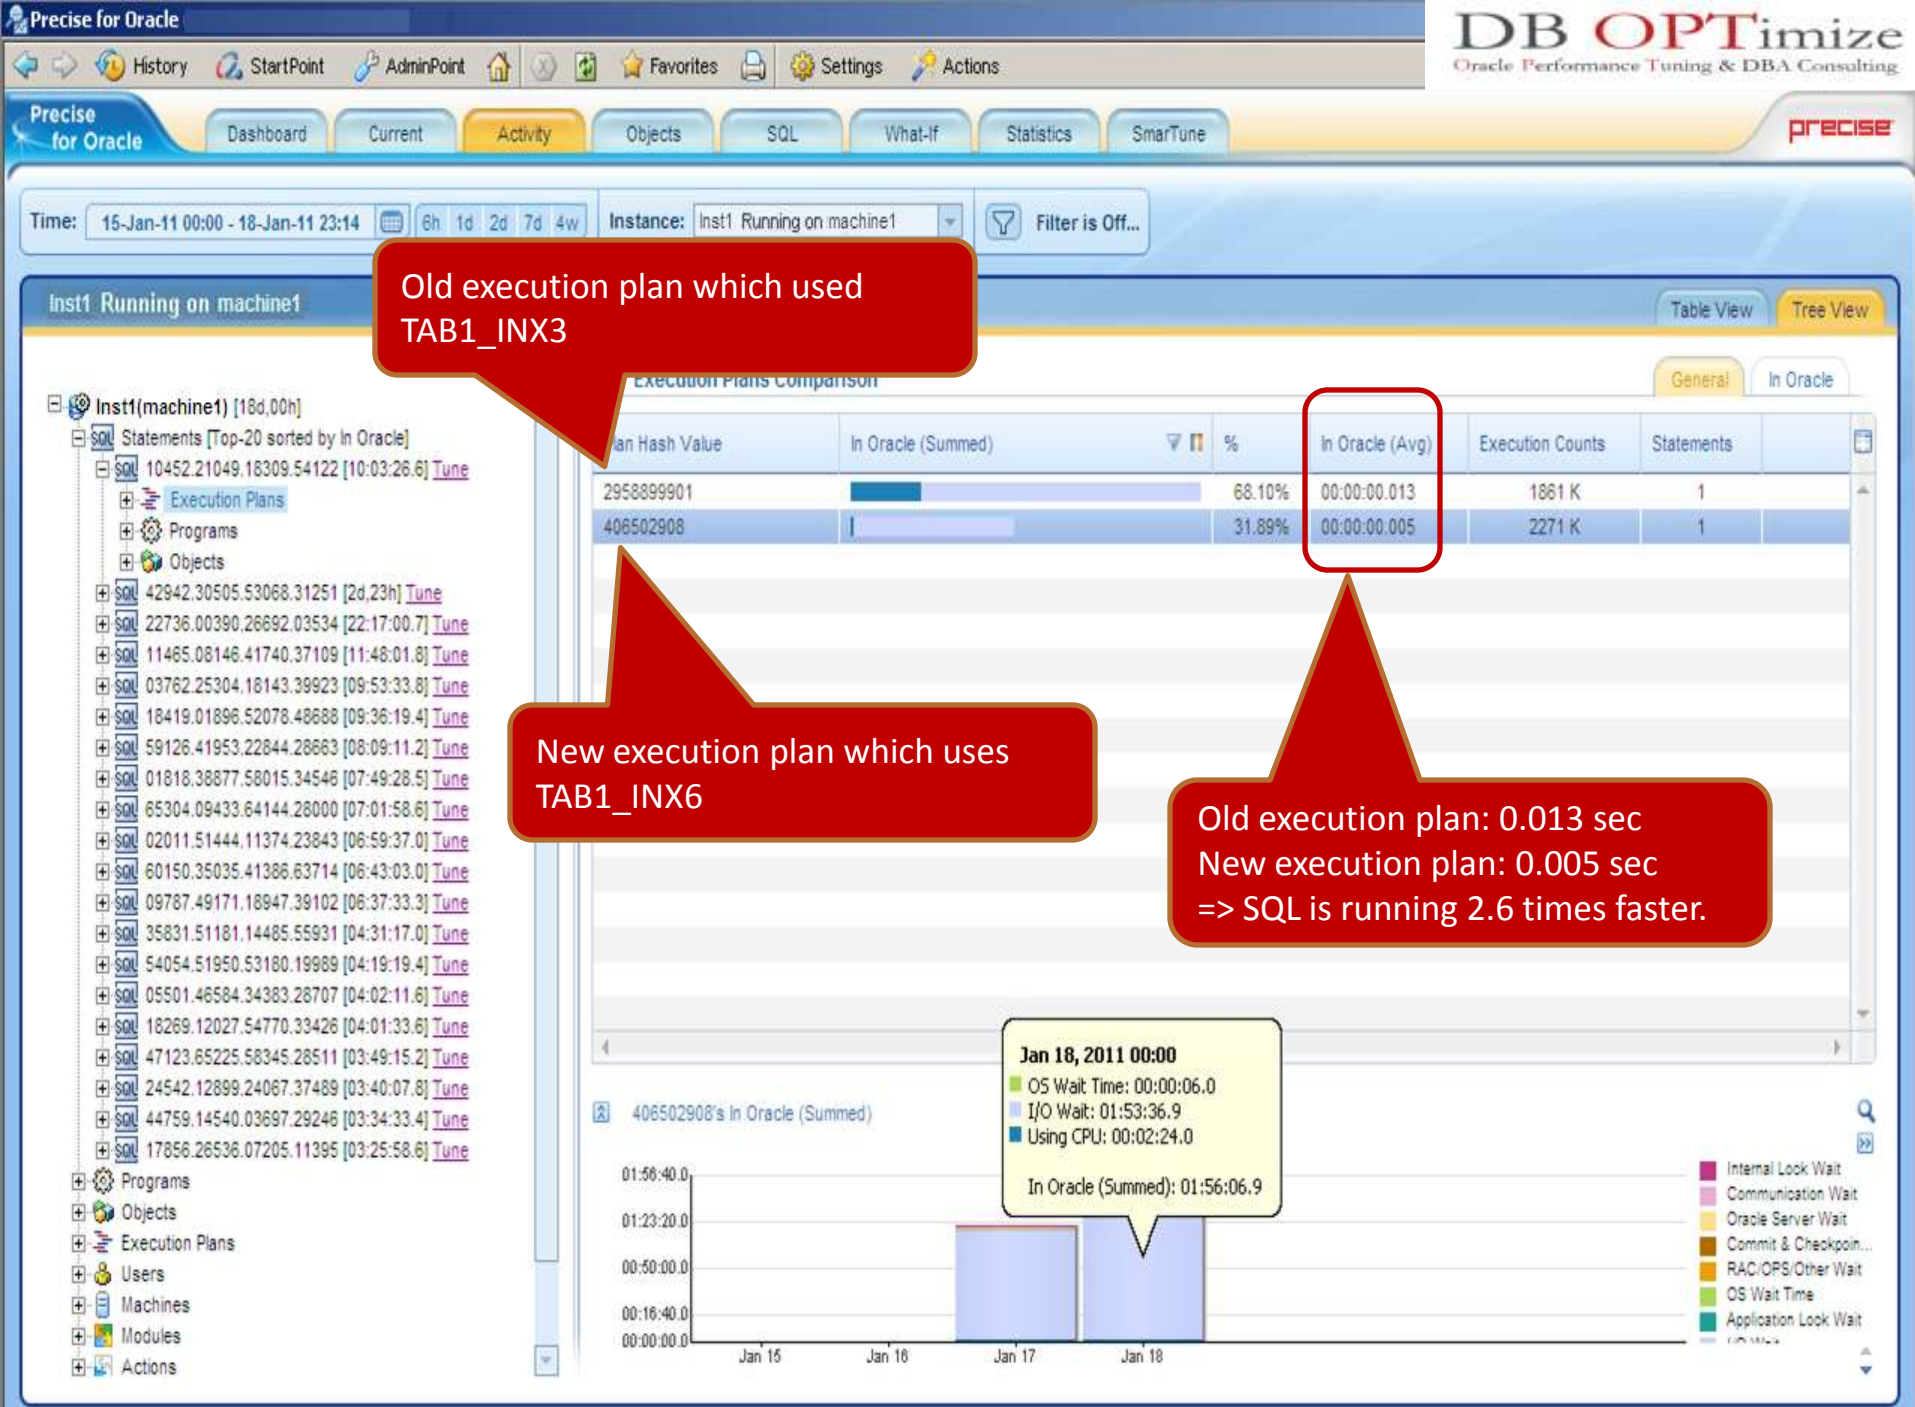 Precise for Oracle
DB OPTimize
Oracle Performance Tuning & DBA Consulting
History StartPoint AdminPoint Favorites Settings Actions
Precise
for Oracle
Dashboard Current Activity Objects SQL What-If Statistics SmarTune
precise
Time: 15-Jan-11 00:00 - 18-Jan-11 23:14 6h 1d 2d 7d 4w Instance: Inst1 Running on machine1 Filter is Off...
Old execution plan which used
TAB1_INX3
Inst1 Running on machine1
Table View Tree View
Execution Plans Comparison
General In Oracle
Inst1(machine1) [18d,00h]
Statements [Top-20 sorted by In Oracle]
10452.21049.18309.54122 [10:03:26.6] Tune
Execution Plans
Programs
Objects
42942.30505.53068.31251 [2d,23h] Tune
22736.00390.26692.03534 [22:17:00.7] Tune
11465.08146.41740.37109 [11:48:01.8] Tune
03762.25304.18143.39923 [09:53:33.8] Tune
18419.01896.52078.48688 [09:36:19.4] Tune
59126.41953.22844.28663 [08:09:11.2] Tune
01818.38877.58015.34546 [07:49:28.5] Tune
65304.09433.64144.28000 [07:01:58.6] Tune
02011.51444.11374.23843 [06:59:37.0] Tune
60150.35035.41386.63714 [06:43:03.0] Tune
09787.49171.18947.39102 [06:37:33.3] Tune
35831.51181.14485.55931 [04:31:17.0] Tune
54054.51950.53180.19989 [04:19:19.4] Tune
05501.46584.34383.28707 [04:02:11.6] Tune
18269.12027.54770.33426 [04:01:33.6] Tune
47123.65225.58345.28511 [03:49:15.2] Tune
24542.12899.24067.37489 [03:40:07.8] Tune
44759.14540.03697.29246 [03:34:33.4] Tune
17856.26536.07205.11395 [03:25:58.6] Tune
Programs
Objects
Execution Plans
Users
Machines
Modules
Actions
Hash Value In Oracle (Summed) % In Oracle (Avg) Execution Counts Statements
2958899901 68.10% 00:00:00.013 1861 K 1
406502908 31.89% 00:00:00.005 2271 K 1
New execution plan which uses
TAB1_INX6
Old execution plan: 0.013 sec
New execution plan: 0.005 sec
=> SQL is running 2.6 times faster.
406502908's In Oracle (Summed)
Jan 18, 2011 00:00
OS Wait Time: 00:00:06.0
I/O Wait: 01:53:36.9
Using CPU: 00:02:24.0
In Oracle (Summed): 01:56:06.9
01:56:40.0
01:23:20.0
00:50:00.0
00:16:40.0
00:00:00.0
Jan 15 Jan 16 Jan 17 Jan 18
Internal Lock Wait
Communication Wait
Oracle Server Wait
Commit & Checkpoin...
RAC/OPS/Other Wait
OS Wait Time
Application Lock Wait